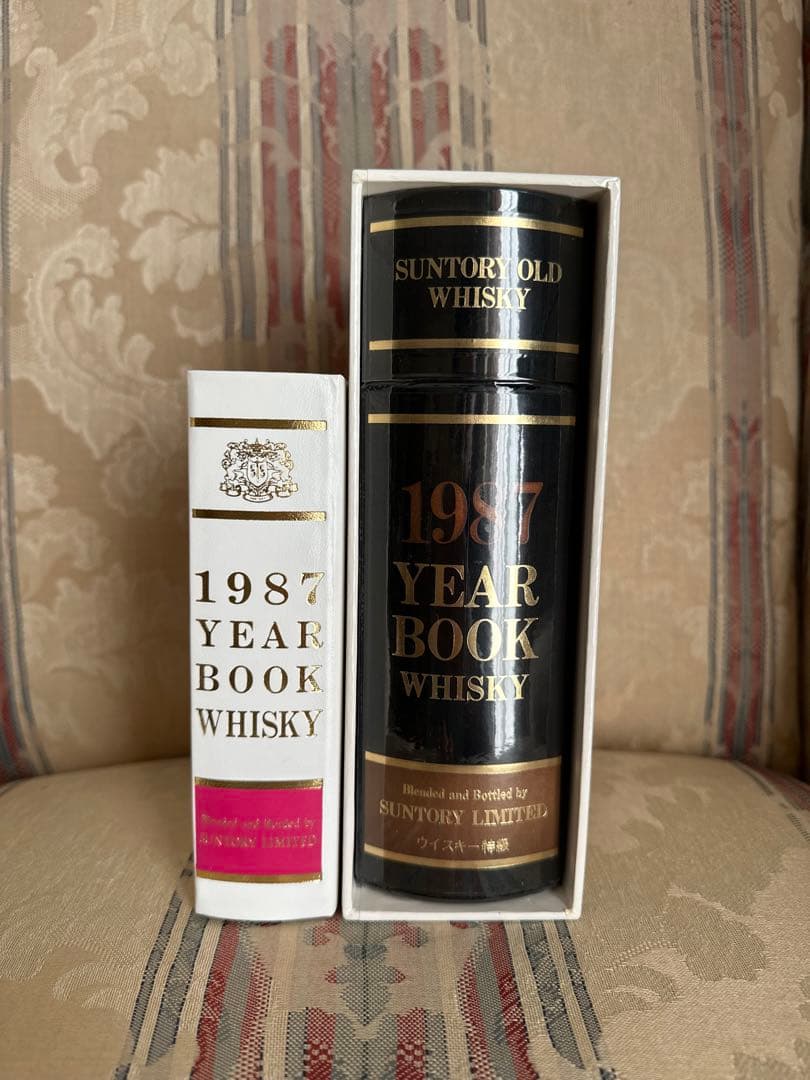 1987
YEAR
BOOK
WHISKY
Blended and Bottled by
SUNTORY LIMITED
SUNTORY OLD
WHISKY
1987
YEAR
BOOK
WHISKY
Blended and Bottled by
SUNTORY LIMITED
ウイスキー特級